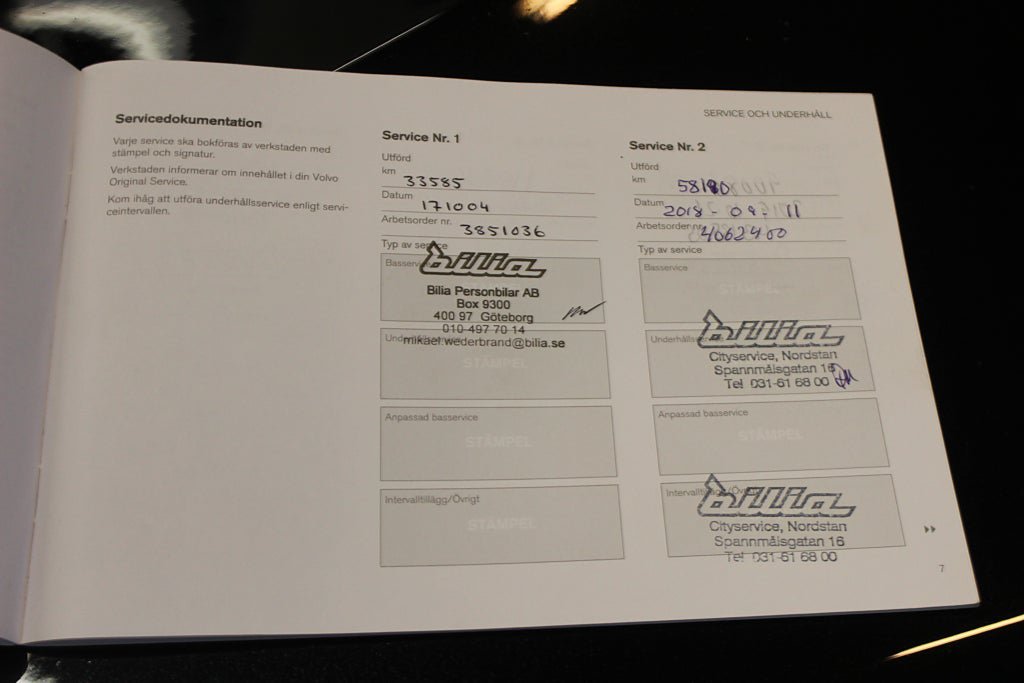 SERVICE OCH UNDERHÅLL
Servicedokumentation
Varje service ska bokföras av verkstaden med
stämpel och signatur.
Verkstaden informerar om innehållet i din Volvo
Original Service.
Kom ihåg att utföra underhållsservice enligt servi-
ceintervallen.
Service Nr. 1
Utförd
km 33585
Datum 171004
Arbetsorder nr. 3851036
Typ av service
Basservice
bilia
Bilia Personbilar AB
Box 9300
400 97 Göteborg
010-497 70 14
mikael.wederbrand@bilia.se
STÄMPEL
Anpassad basservice
STÄMPEL
Intervalltillägg/Övrigt
STÄMPEL
Service Nr. 2
Utförd
km 58180
Datum 2018-09-11
Arbetsorder nr. 4062400
Typ av service
Basservice
STÄMPEL
Underhållsservice
bilia
Cityservice, Nordstan
Spannmålsgatan 16
Tel 031-61 68 00
Anpassad basservice
STÄMPEL
Intervalltillägg/Övrigt
bilia
Cityservice, Nordstan
Spannmålsgatan 16
Tel 031-61 68 00
7